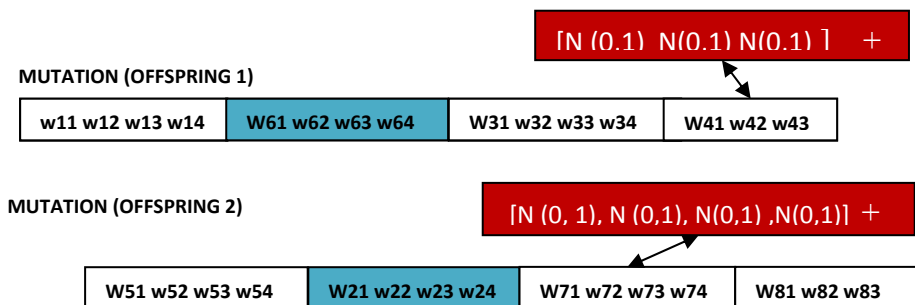 [N (0,1) N(0,1) N(0,1) ] +
MUTATION (OFFSPRING 1)
w11 w12 w13 w14 W61 w62 w63 w64 W31 w32 w33 w34 W41 w42 w43
MUTATION (OFFSPRING 2)
[N (0, 1), N (0,1), N(0,1) ,N(0,1)] +
W51 w52 w53 w54 W21 w22 w23 w24 W71 w72 w73 w74 W81 w82 w83